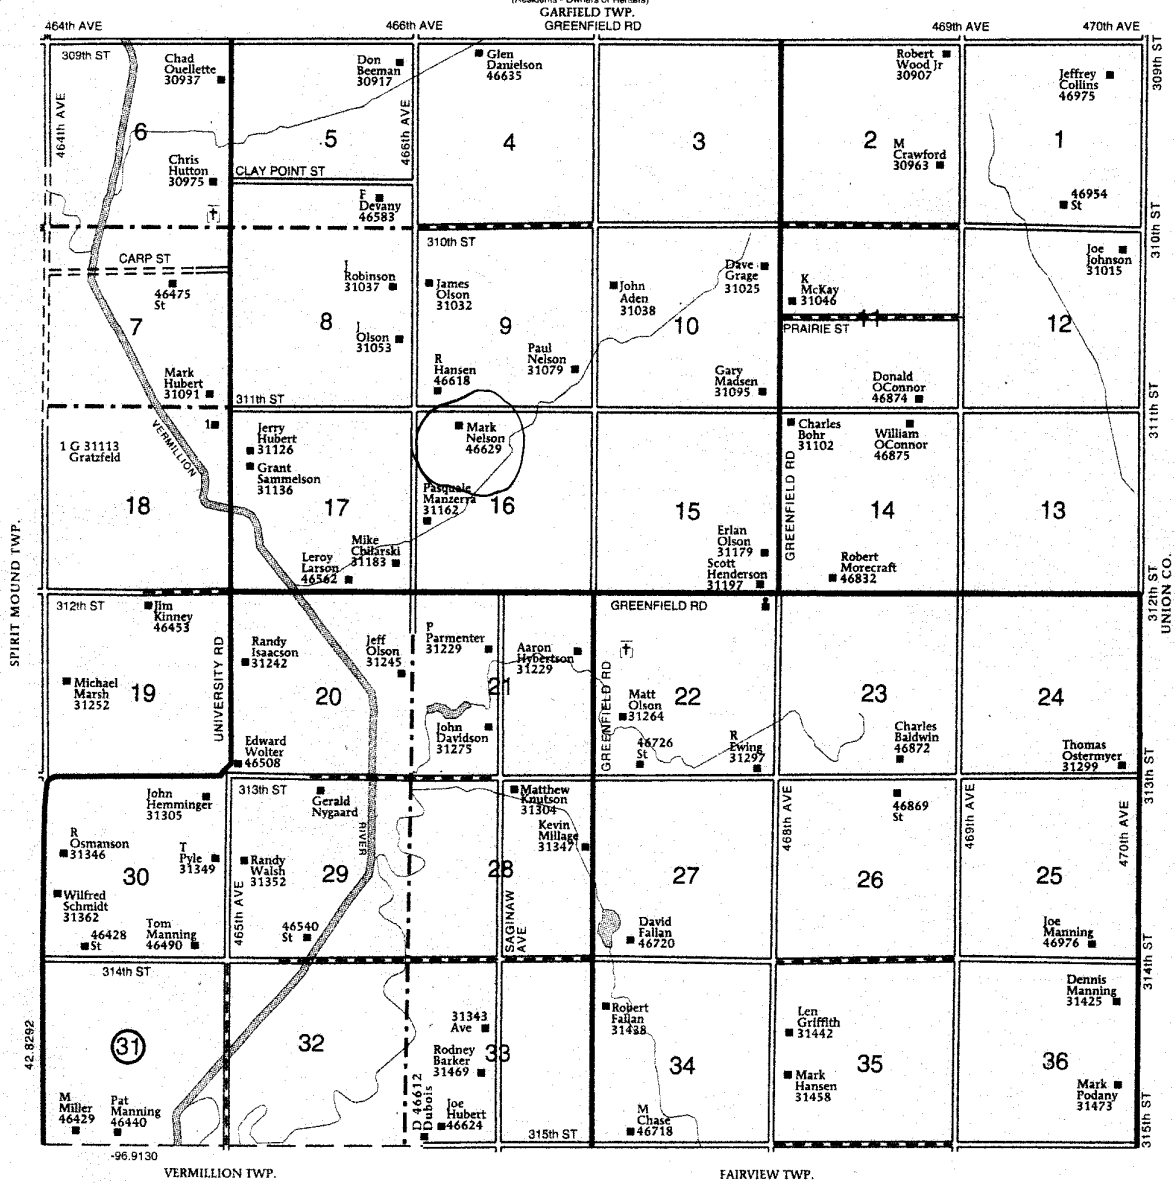 (Residents - Owners or Renters)
GARFIELD TWP.
464th AVE
466th AVE
GREENFIELD RD
469th AVE
470th AVE
309th ST
309th ST
464th AVE
466th AVE
Chad
Ouellette
30937
Don
Beeman
30917
Glen
Danielson
46635
Robert
Wood Jr
30907
Jeffrey
Collins
46975
6
5
4
3
2
1
Chris
Hutton
30975
CLAY POINT ST
F
Devany
46583
M
Crawford
30963
46954
St
310th ST
310th ST
CARP ST
46475
St
Robinson
31037
James
Olson
31032
John
Aden
31038
Dave
Grage
31025
K
McKay
31046
Joe
Johnson
31015
7
8
9
10
11
12
PRAIRIE ST
Olson
31053
R
Hansen
46618
Paul
Nelson
31079
Gary
Madsen
31095
Donald
OConnor
46874
Mark
Hubert
31091
311th ST
311th ST
1
1 G 31113
Gratzfeld
VERMILLION
Jerry
Hubert
31126
Grant
Sammelson
31136
Mark
Nelson
46629
Charles
Bohr
31102
William
OConnor
46875
GREENFIELD RD
Pasquale
Manzerra
31162
18
17
16
15
14
13
Mike
Chilarski
31183
Leroy
Larson
46562
Erlan
Olson
31179
Scott
Henderson
31197
Robert
Morecraft
46832
SPIRIT MOUND TWP.
UNION CO.
312th ST
312th ST
GREENFIELD RD
Jim
Kinney
46453
UNIVERSITY RD
Randy
Isaacson
31242
Jeff
Olson
31245
P
Parmenter
31229
Aaron
Hybertson
31229
GREENFIELD RD
Michael
Marsh
31252
19
20
21
22
23
24
Matt
Olson
31264
John
Davidson
31275
46726
St
R
Ewing
31297
Charles
Baldwin
46872
Thomas
Ostermyer
31299
Edward
Wolter
46508
313th ST
313th ST
John
Hemminger
31305
Gerald
Nygaard
Matthew
Knutson
31304
468th AVE
46869
St
469th AVE
470th AVE
R
Osmanson
31346
T
Pyle
31349
Randy
Walsh
31352
RIVER
Kevin
Millage
31347
30
29
28
27
26
25
Wilfred
Schmidt
31362
465th AVE
SAGINAW
AVE
46428
St
Tom
Manning
46490
46540
St
David
Fallan
46720
Joe
Manning
46976
314th ST
314th ST
Dennis
Manning
31425
31343
Ave
Robert
Fallan
31438
Len
Griffith
31442
42.8292
31
32
33
34
35
36
Rodney
Barker
31469
Mark
Hansen
31458
Mark
Podany
31473
M
Miller
46429
Pat
Manning
46440
D 46612
Dubois
Joe
Hubert
46624
M
Chase
46718
315th ST
315th ST
-96.9130
VERMILLION TWP.
FAIRVIEW TWP.